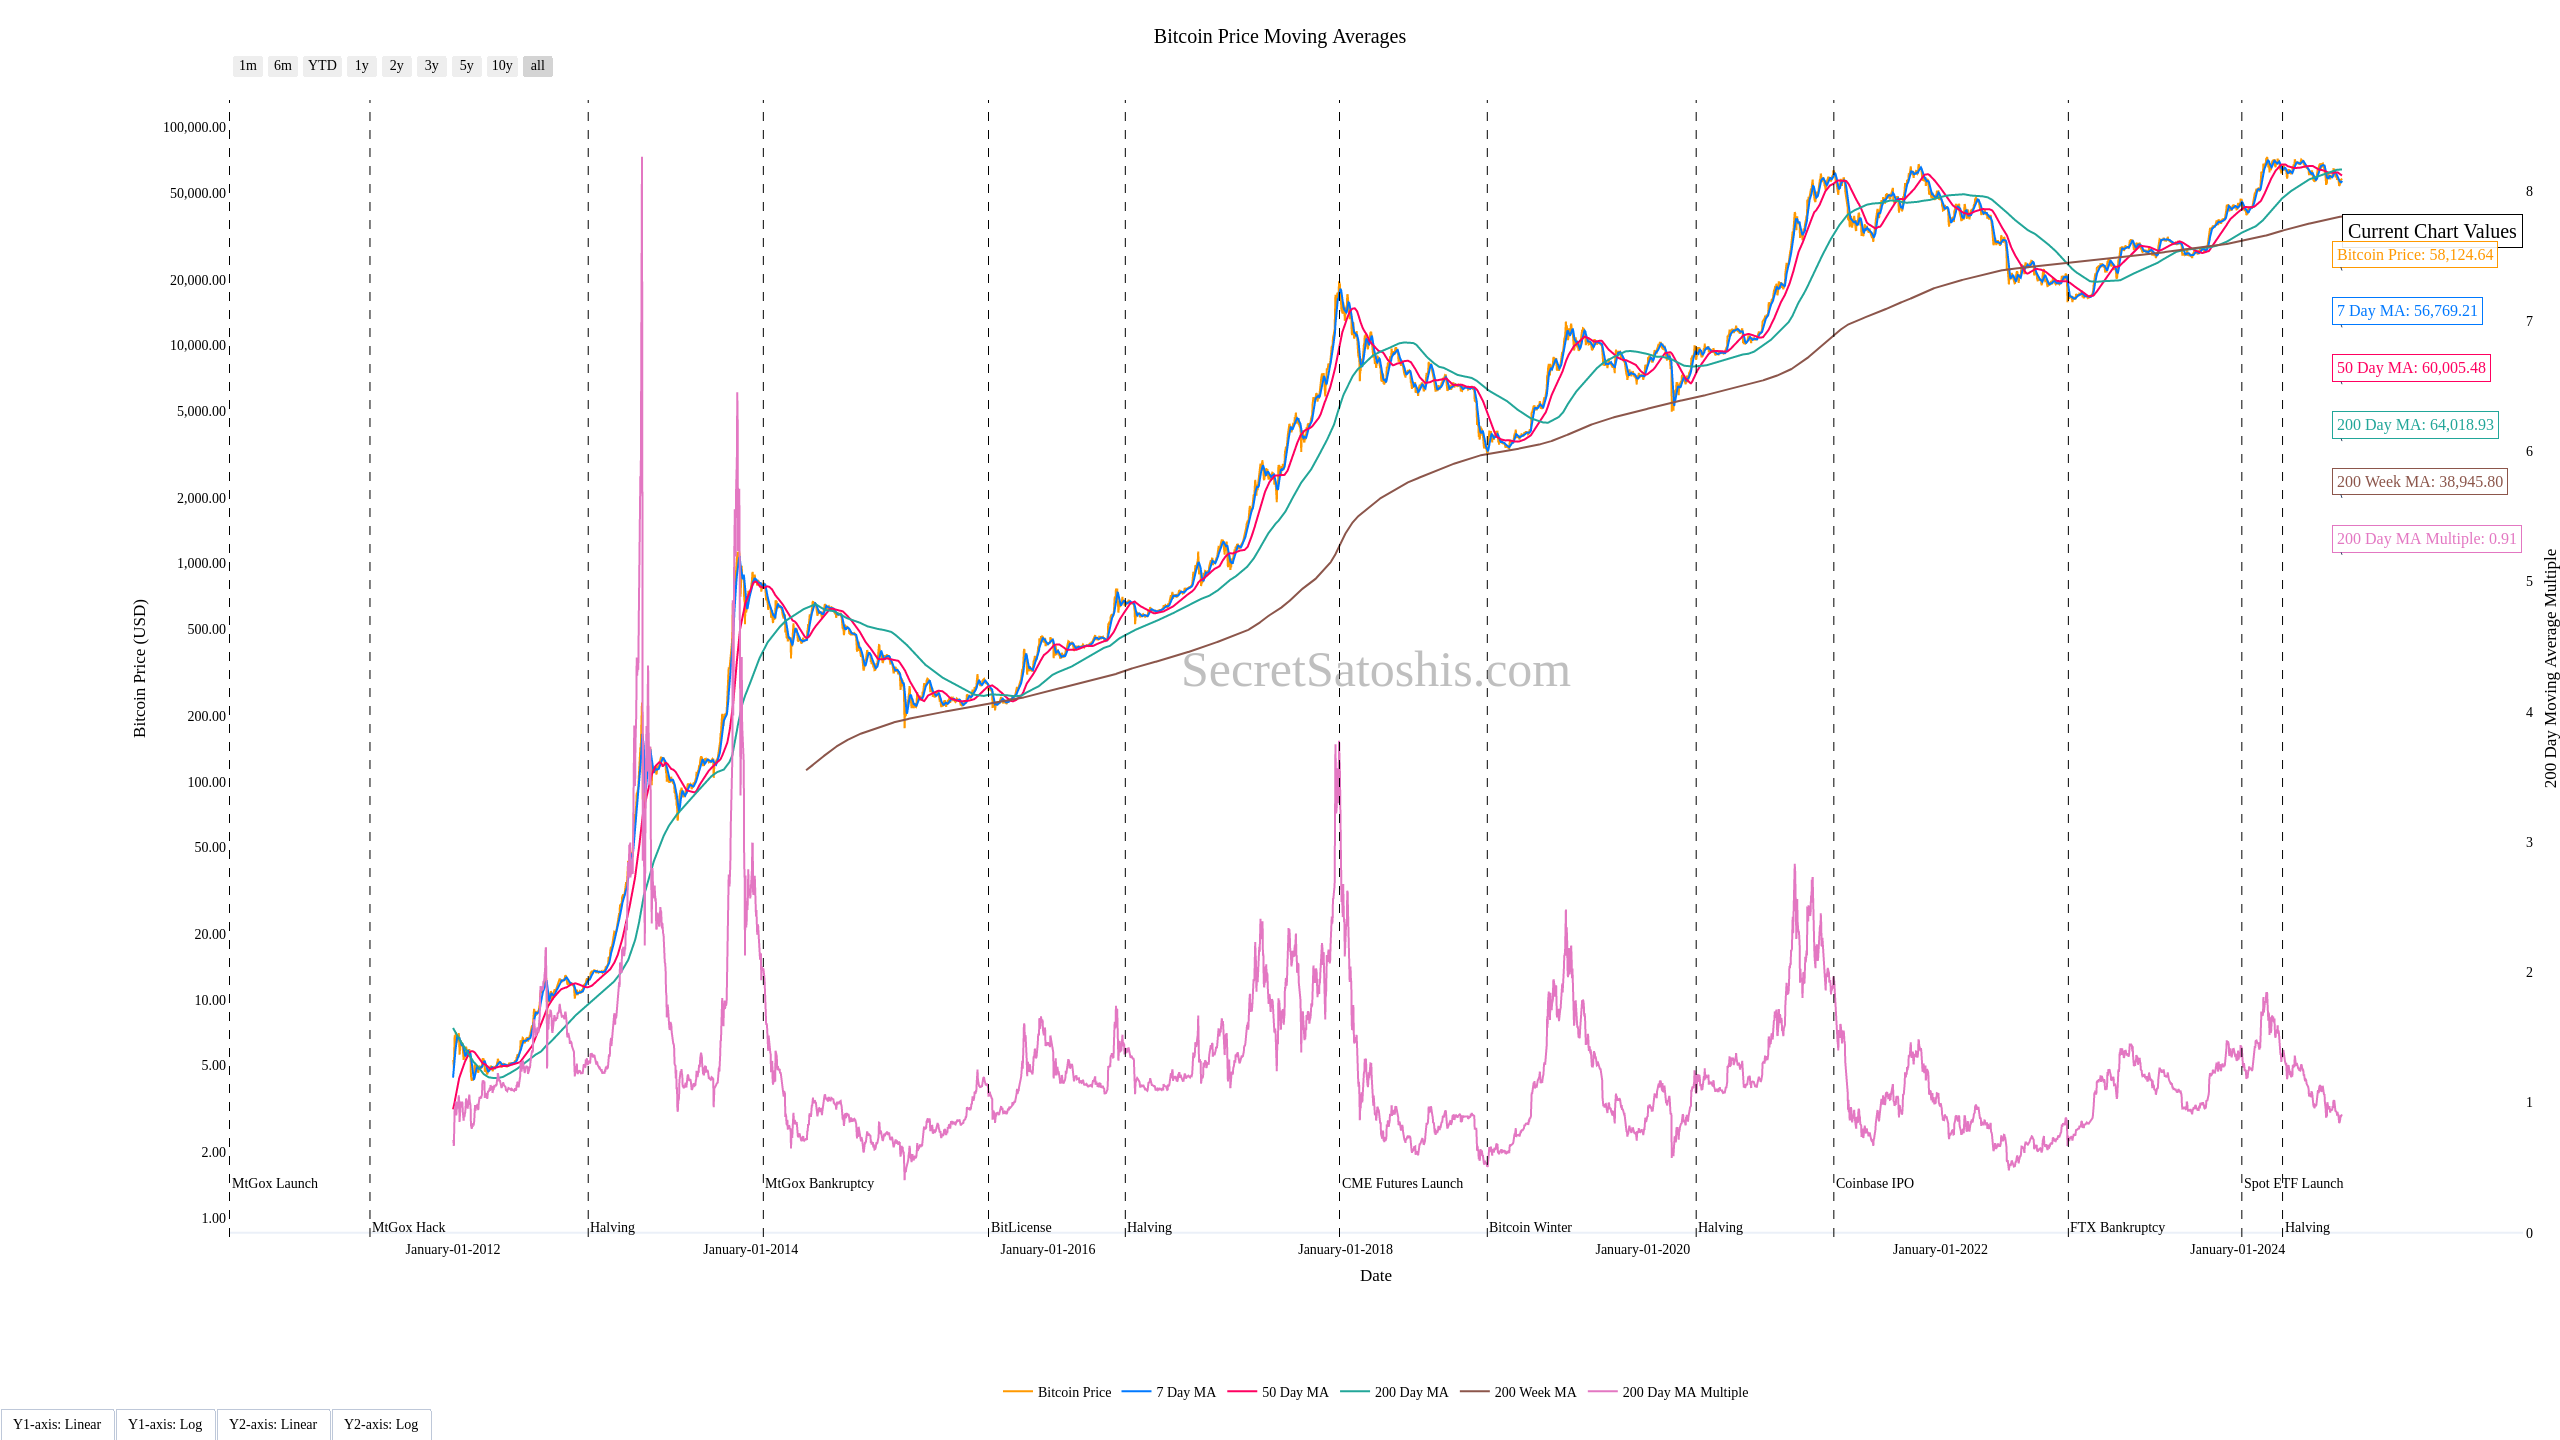 Bitcoin Price Moving Averages
1m 6m YTD 1y 2y 3y 5y 10y all
100,000.00
50,000.00
20,000.00
10,000.00
5,000.00
2,000.00
1,000.00
500.00
200.00
100.00
50.00
20.00
10.00
5.00
2.00
1.00
Bitcoin Price (USD)
SecretSatoshis.com
Current Chart Values
Bitcoin Price: 58,124.64
7 Day MA: 56,769.21
50 Day MA: 60,005.48
200 Day MA: 64,018.93
200 Week MA: 38,945.80
200 Day MA Multiple: 0.91
8
7
6
5
4
3
2
1
0
200 Day Moving Average Multiple
MtGox Launch
MtGox Bankruptcy
CME Futures Launch
Coinbase IPO
Spot ETF Launch
MtGox Hack
Halving
BitLicense
Halving
Bitcoin Winter
Halving
FTX Bankruptcy
Halving
January-01-2012
January-01-2014
January-01-2016
January-01-2018
January-01-2020
January-01-2022
January-01-2024
Date
Bitcoin Price
7 Day MA
50 Day MA
200 Day MA
200 Week MA
200 Day MA Multiple
Y1-axis: Linear
Y1-axis: Log
Y2-axis: Linear
Y2-axis: Log